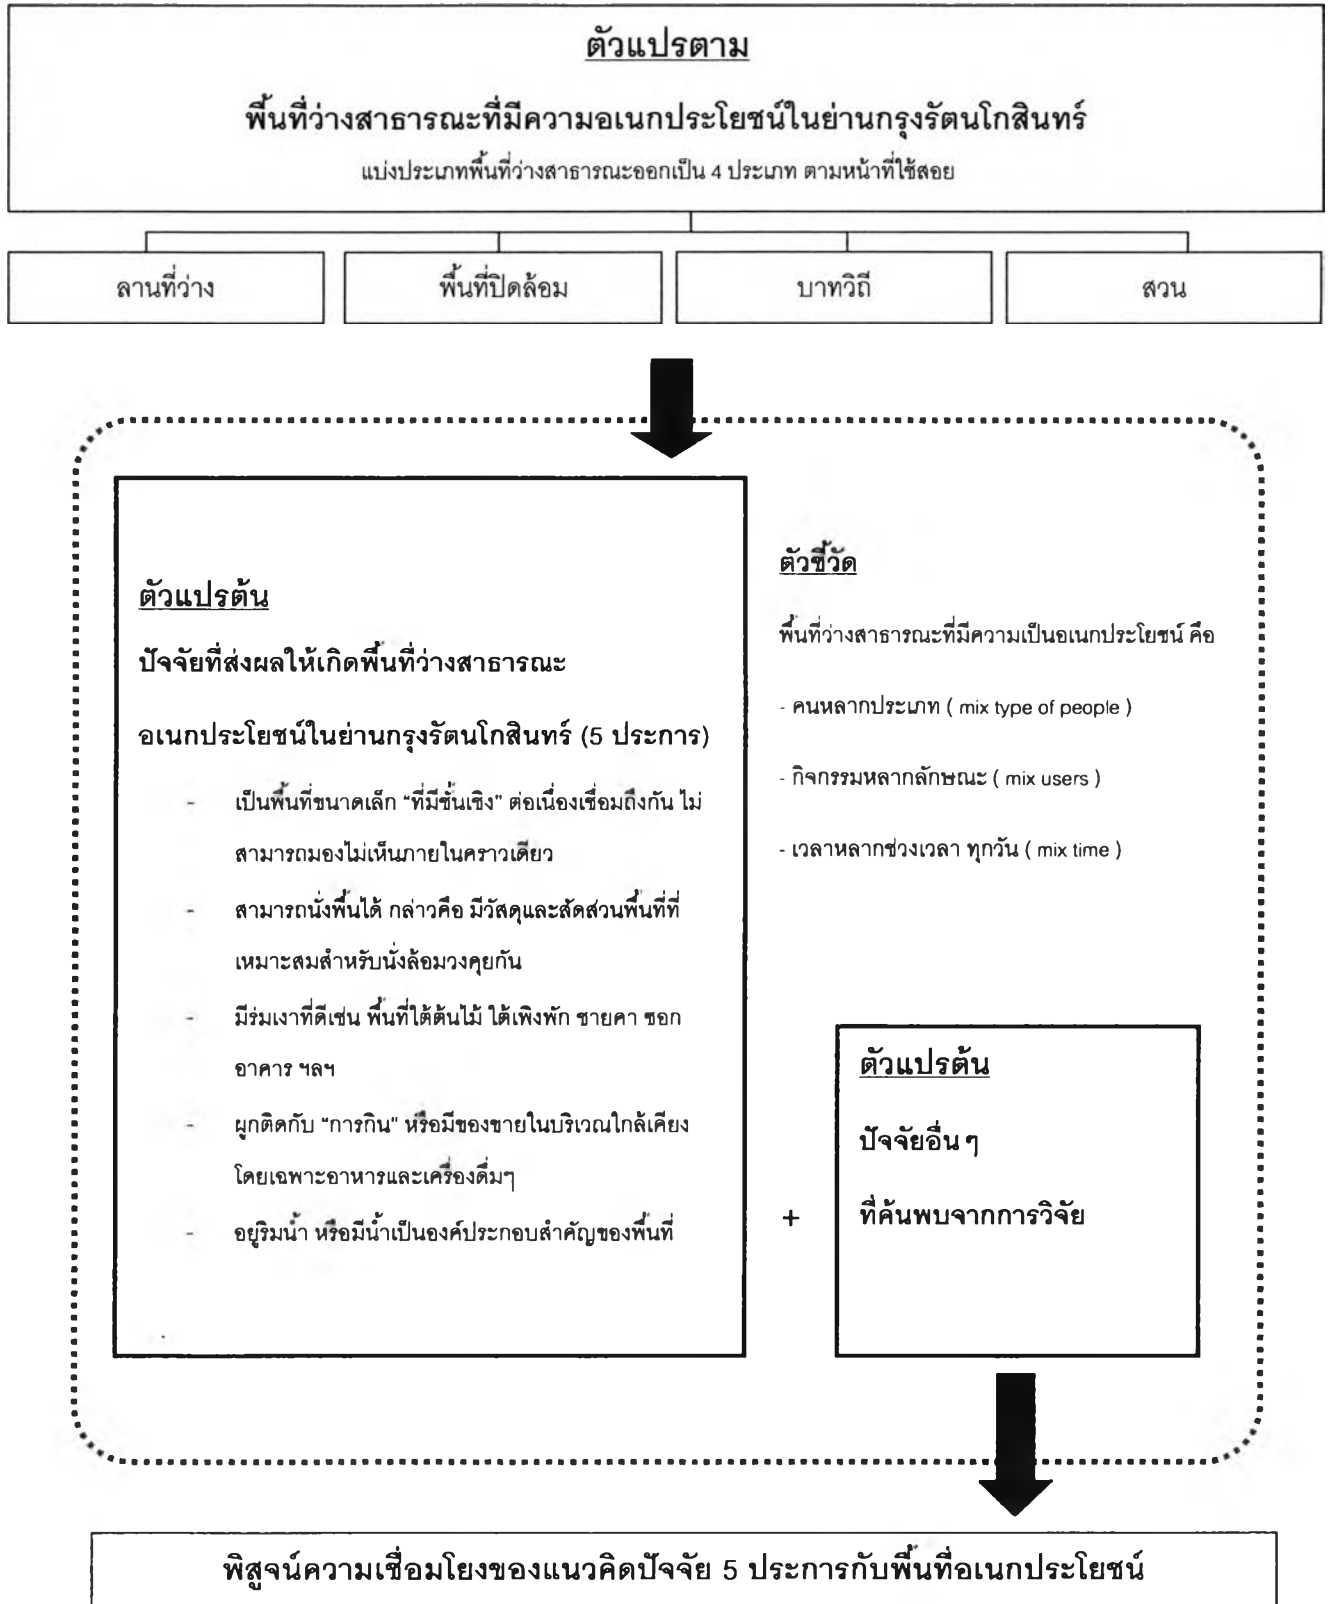 ตัวแปรตาม
พื้นที่ว่างสาธารณะที่มีความอเนกประโยชน์ในย่านกรุงรัตนโกสินทร์
แบ่งประเภทพื้นที่ว่างสาธารณะออกเป็น 4 ประเภท ตามหน้าที่ใช้สอย
ลานที่ว่าง
พื้นที่ปิดล้อม
บาทวิถี
สวน
ตัวแปรต้น
ปัจจัยที่ส่งผลให้เกิดพื้นที่ว่างสาธารณะ
อเนกประโยชน์ในย่านกรุงรัตนโกสินทร์ (5 ประการ)
- เป็นพื้นที่ขนาดเล็ก “ที่มีชั้นเชิง” ต่อเนื่องเชื่อมถึงกัน ไม่
สามารถมองไม่เห็นภายในคราวเดียว
- สามารถนั่งพื้นได้ กล่าวคือ มีวัสดุและสัดส่วนพื้นที่ที่
เหมาะสมสำหรับนั่งล้อมวงคุยกัน
- มีร่มเงาที่ดีเช่น พื้นที่ใต้ต้นไม้ ใต้เพิงพัก ชายคา ซอก
อาคาร ฯลฯ
- ผูกติดกับ “การกิน” หรือมีของขายในบริเวณใกล้เคียง
โดยเฉพาะอาหารและเครื่องดื่มๆ
- อยู่ริมน้ำ หรือมีน้ำเป็นองค์ประกอบสำคัญของพื้นที่
ตัวชี้วัด
พื้นที่ว่างสาธารณะที่มีความเป็นอเนกประโยชน์ คือ
- คนหลากประเภท ( mix type of people )
- กิจกรรมหลากลักษณะ ( mix users )
- เวลาหลากช่วงเวลา ทุกวัน ( mix time )
+
ตัวแปรต้น
ปัจจัยอื่น ๆ
ที่ค้นพบจากการวิจัย
พิสูจน์ความเชื่อมโยงของแนวคิดปัจจัย 5 ประการกับพื้นที่อเนกประโยชน์